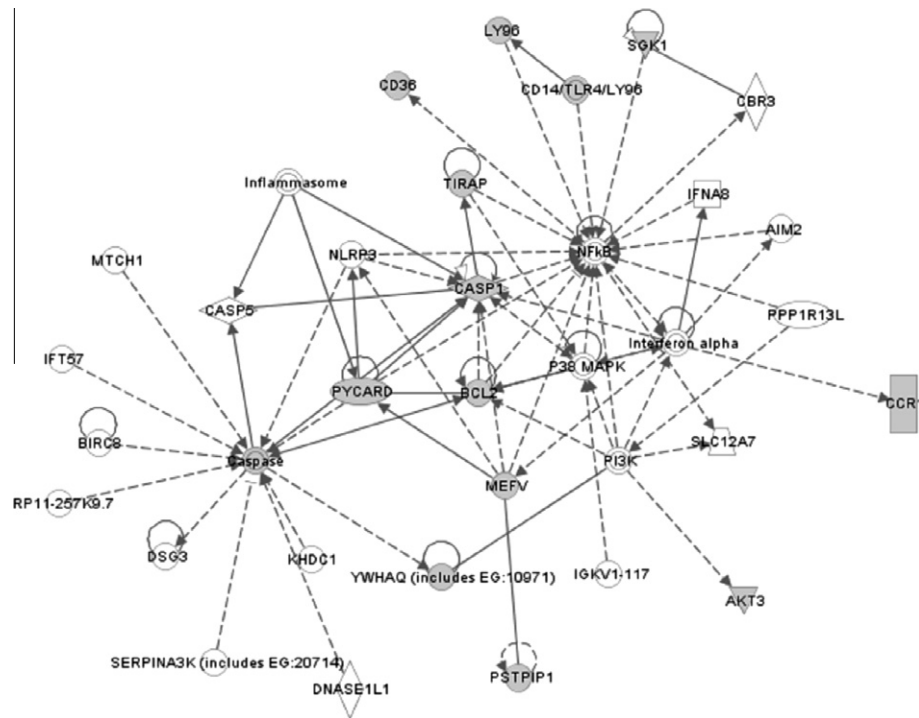 LY96
SGK1
CD36
CD14/TLR4/LY96
CBR3
Inflammasome
TIRAP
IFNA8
AIM2
MTCH1
NLRP3
NFkB
CASP1
CASP5
PPP1R13L
Interferon alpha
IFT57
P38 MAPK
PYCARD
BCL2
CCR1
BIRC8
SLC12A7
Caspase
PI3K
MEFV
RP11-257K9.7
DSG3
KHDC1
YWHAQ (includes EG:10971)
IGKV1-117
AKT3
SERPINA3K (includes EG:20714)
DNASE1L1
PSTPIP1